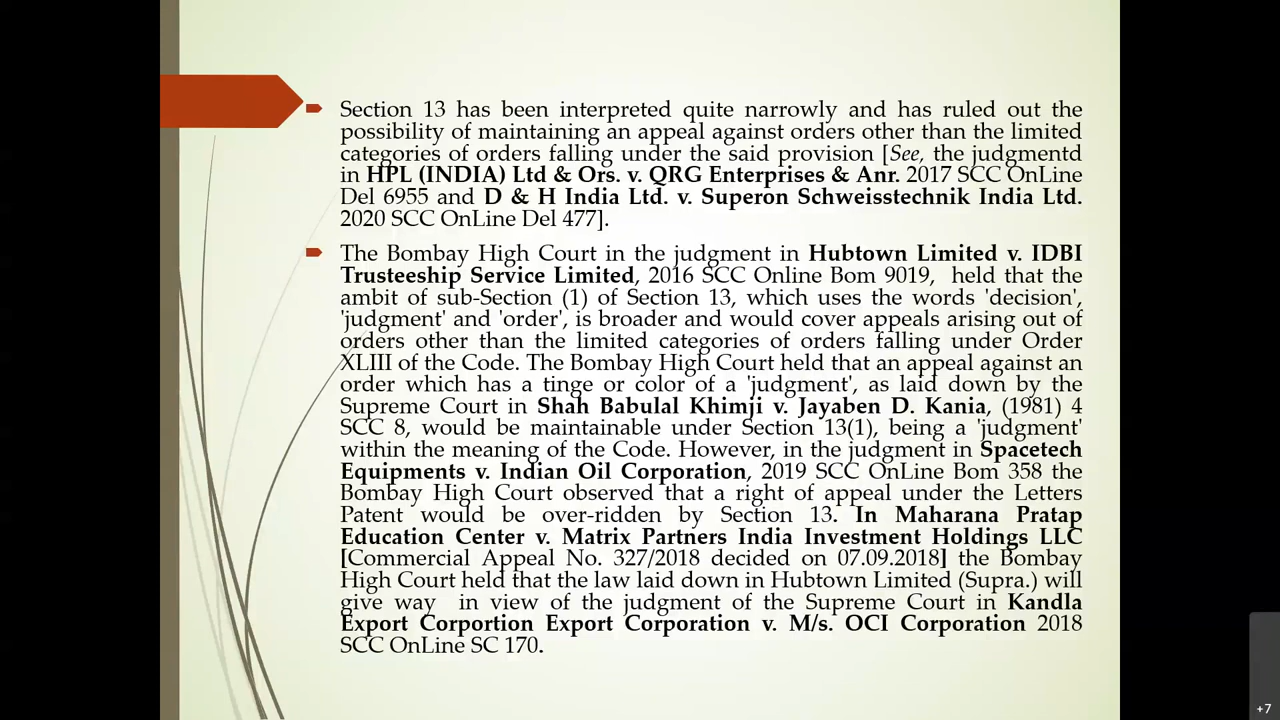 Section 13 has been interpreted quite narrowly and has ruled out the
possibility of maintaining an appeal against orders other than the limited
categories of orders falling under the said provision [See, the judgmentd
in HPL (INDIA) Ltd & Ors. v. QRG Enterprises & Anr. 2017 SCC OnLine
Del 6955 and D & H India Ltd. v. Superon Schweisstechnik India Ltd.
2020 SCC OnLine Del 477].
The Bombay High Court in the judgment in Hubtown Limited v. IDBI
Trusteeship Service Limited, 2016 SCC Online Bom 9019, held that the
ambit of sub-Section (1) of Section 13, which uses the words 'decision',
'judgment' and 'order', is broader and would cover appeals arising out of
orders other than the limited categories of orders falling under Order
XLIII of the Code. The Bombay High Court held that an appeal against an
order which has a tinge or color of a 'judgment', as laid down by the
Supreme Court in Shah Babulal Khimji v. Jayaben D. Kania, (1981) 4
SCC 8, would be maintainable under Section 13(1), being a 'judgment'
within the meaning of the Code. However, in the judgment in Spacetech
Equipments v. Indian Oil Corporation, 2019 SCC OnLine Bom 358 the
Bombay High Court observed that a right of appeal under the Letters
Patent would be over-ridden by Section 13. In Maharana Pratap
Education Center v. Matrix Partners India Investment Holdings LLC
[Commercial Appeal No. 327/2018 decided on 07.09.2018] the Bombay
High Court held that the law laid down in Hubtown Limited (Supra.) will
give way in view of the judgment of the Supreme Court in Kandla
Export Corportion Export Corporation v. M/s. OCI Corporation 2018
SCC OnLine SC 170.
+7